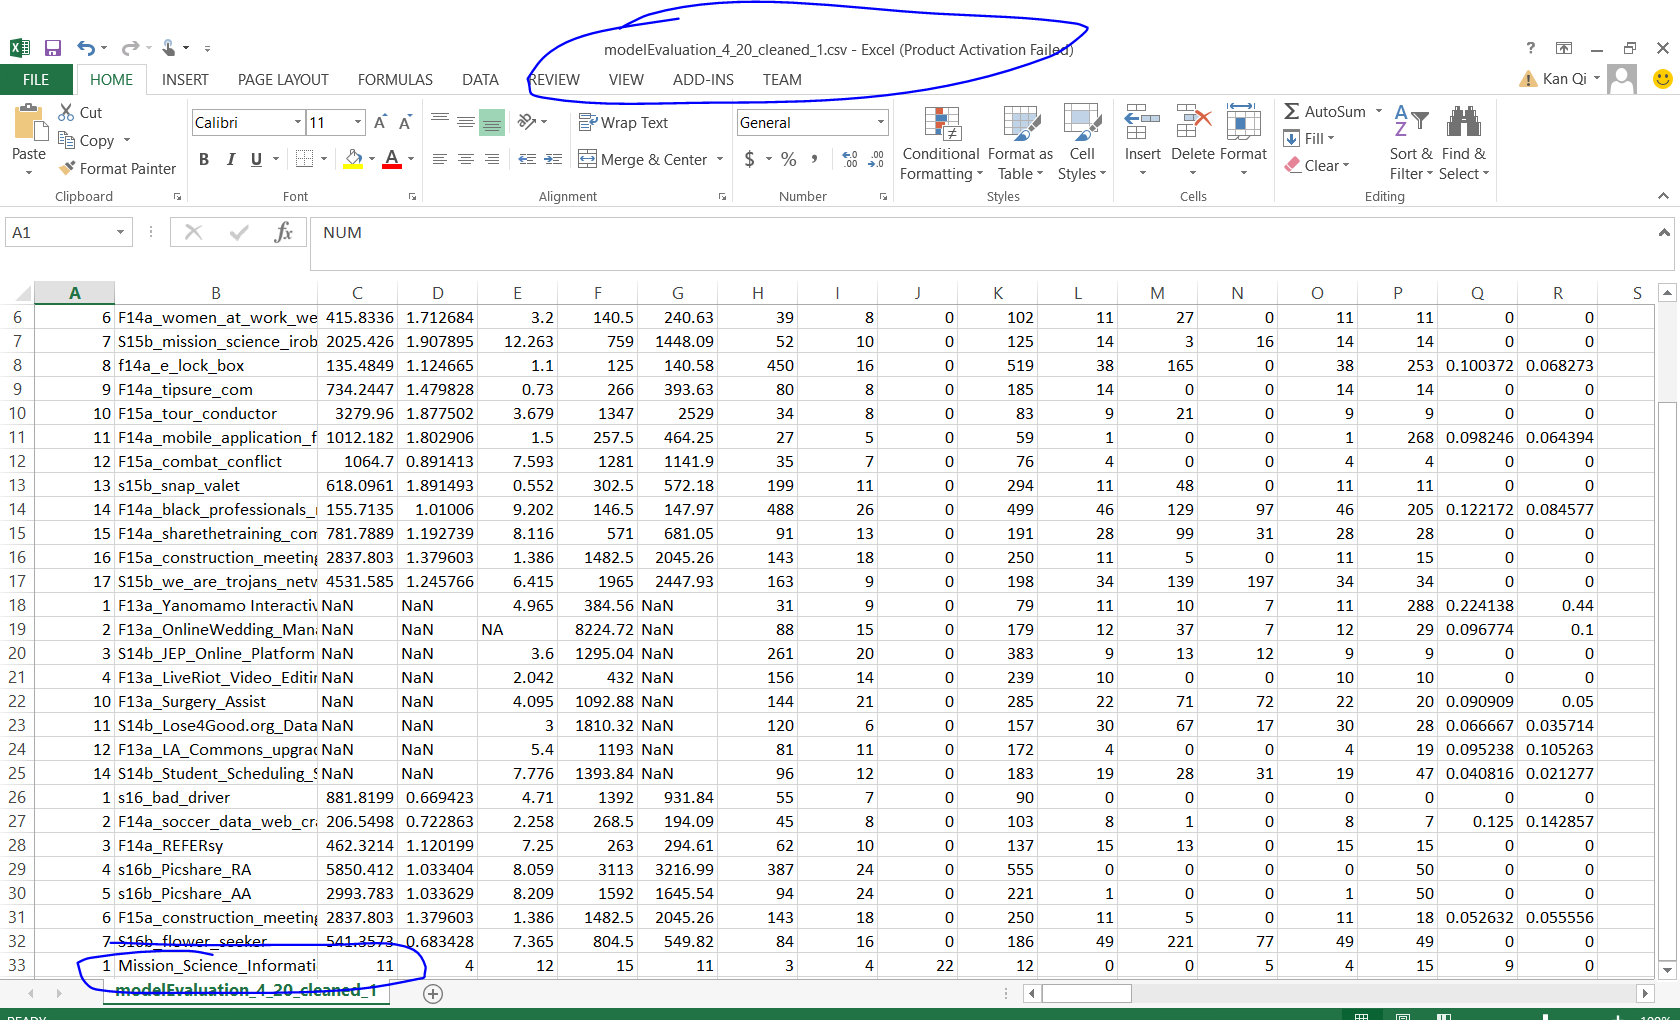 modelEvaluation_4_20_cleaned_1.csv - Excel (Product Activation Failed)
?
FILE HOME INSERT PAGE LAYOUT FORMULAS DATA REVIEW VIEW ADD-INS TEAM Kan Qi
Paste Cut Copy Format Painter
Calibri 11 B I U A A A
Wrap Text Merge & Center
General $ % , .00 .00
Conditional Formatting Format as Table Cell Styles
Insert Delete Format
AutoSum Fill Clear Sort & Filter Find & Select
Clipboard Font Alignment Number Styles Cells Editing
A1 fx NUM
A B C D E F G H I J K L M N O P Q R S
6 6 F14a_women_at_work_we 415.8336 1.712684 3.2 140.5 240.63 39 8 0 102 11 27 0 11 11 0 0
7 7 S15b_mission_science_irob 2025.426 1.907895 12.263 759 1448.09 52 10 0 125 14 3 16 14 14 0 0
8 8 f14a_e_lock_box 135.4849 1.124665 1.1 125 140.58 450 16 0 519 38 165 0 38 253 0.100372 0.068273
9 9 F14a_tipsure_com 734.2447 1.479828 0.73 266 393.63 80 8 0 185 14 0 0 14 14 0 0
10 10 F15a_tour_conductor 3279.96 1.877502 3.679 1347 2529 34 8 0 83 9 21 0 9 9 0 0
11 11 F14a_mobile_application_f 1012.182 1.802906 1.5 257.5 464.25 27 5 0 59 1 0 0 1 268 0.098246 0.064394
12 12 F15a_combat_conflict 1064.7 0.891413 7.593 1281 1141.9 35 7 0 76 4 0 0 4 4 0 0
13 13 s15b_snap_valet 618.0961 1.891493 0.552 302.5 572.18 199 11 0 294 11 48 0 11 11 0 0
14 14 F14a_black_professionals_ 155.7135 1.01006 9.202 146.5 147.97 488 26 0 499 46 129 97 46 205 0.122172 0.084577
15 15 F14a_sharethetraining_com 781.7889 1.192739 8.116 571 681.05 91 13 0 191 28 99 31 28 28 0 0
16 16 F15a_construction_meeting 2837.803 1.379603 1.386 1482.5 2045.26 143 18 0 250 11 5 0 11 15 0 0
17 17 S15b_we_are_trojans_netw 4531.585 1.245766 6.415 1965 2447.93 163 9 0 198 34 139 197 34 34 0 0
18 1 F13a_Yanomamo Interactiv NaN NaN 4.965 384.56 NaN 31 9 0 79 11 10 7 11 288 0.224138 0.44
19 2 F13a_OnlineWedding_Man NaN NaN NA 8224.72 NaN 88 15 0 179 12 37 7 12 29 0.096774 0.1
20 3 S14b_JEP_Online_Platform NaN NaN 3.6 1295.04 NaN 261 20 0 383 9 13 12 9 9 0 0
21 4 F13a_LiveRiot_Video_Editi NaN NaN 2.042 432 NaN 156 14 0 239 10 0 0 10 10 0 0
22 10 F13a_Surgery_Assist NaN NaN 4.095 1092.88 NaN 144 21 0 285 22 71 72 22 20 0.090909 0.05
23 11 S14b_Lose4Good.org_Data NaN NaN 3 1810.32 NaN 120 6 0 157 30 67 17 30 28 0.066667 0.035714
24 12 F13a_LA_Commons_upgrad NaN NaN 5.4 1193 NaN 81 11 0 172 4 0 0 4 19 0.095238 0.105263
25 14 S14b_Student_Scheduling_S NaN NaN 7.776 1393.84 NaN 96 12 0 183 19 28 31 19 47 0.040816 0.021277
26 1 s16_bad_driver 881.8199 0.669423 4.71 1392 931.84 55 7 0 90 0 0 0 0 0 0 0
27 2 F14a_soccer_data_web_cra 206.5498 0.722863 2.258 268.5 194.09 45 8 0 103 8 1 0 8 7 0.125 0.142857
28 3 F14a_REFERsy 462.3214 1.120199 7.25 263 294.61 62 10 0 137 15 13 0 15 15 0 0
29 4 s16b_Picshare_RA 5850.412 1.033404 8.059 3113 3216.99 387 24 0 555 0 0 0 0 50 0 0
30 5 s16b_Picshare_AA 2993.783 1.033629 8.209 1592 1645.54 94 24 0 221 1 0 0 1 50 0 0
31 6 F15a_construction_meeting 2837.803 1.379603 1.386 1482.5 2045.26 143 18 0 250 11 5 0 11 18 0.052632 0.055556
32 7 S16b_flower_seeker 541.3573 0.683428 7.365 804.5 549.82 84 16 0 186 49 221 77 49 49 0 0
33 1 Mission_Science_Informati 11 4 12 15 11 3 4 22 12 0 0 5 4 15 9 0
modelEvaluation_4_20_cleaned_1
READY 100%